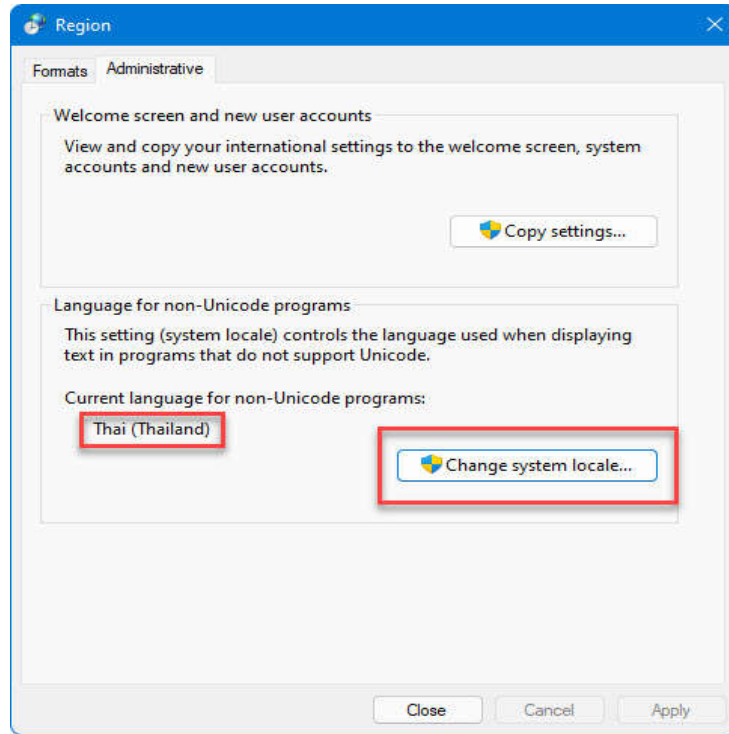 Region
Formats Administrative
Welcome screen and new user accounts
View and copy your international settings to the welcome screen, system
accounts and new user accounts.
Copy settings...
Language for non-Unicode programs
This setting (system locale) controls the language used when displaying
text in programs that do not support Unicode.
Current language for non-Unicode programs:
Thai (Thailand)
Change system locale...
Close Cancel Apply